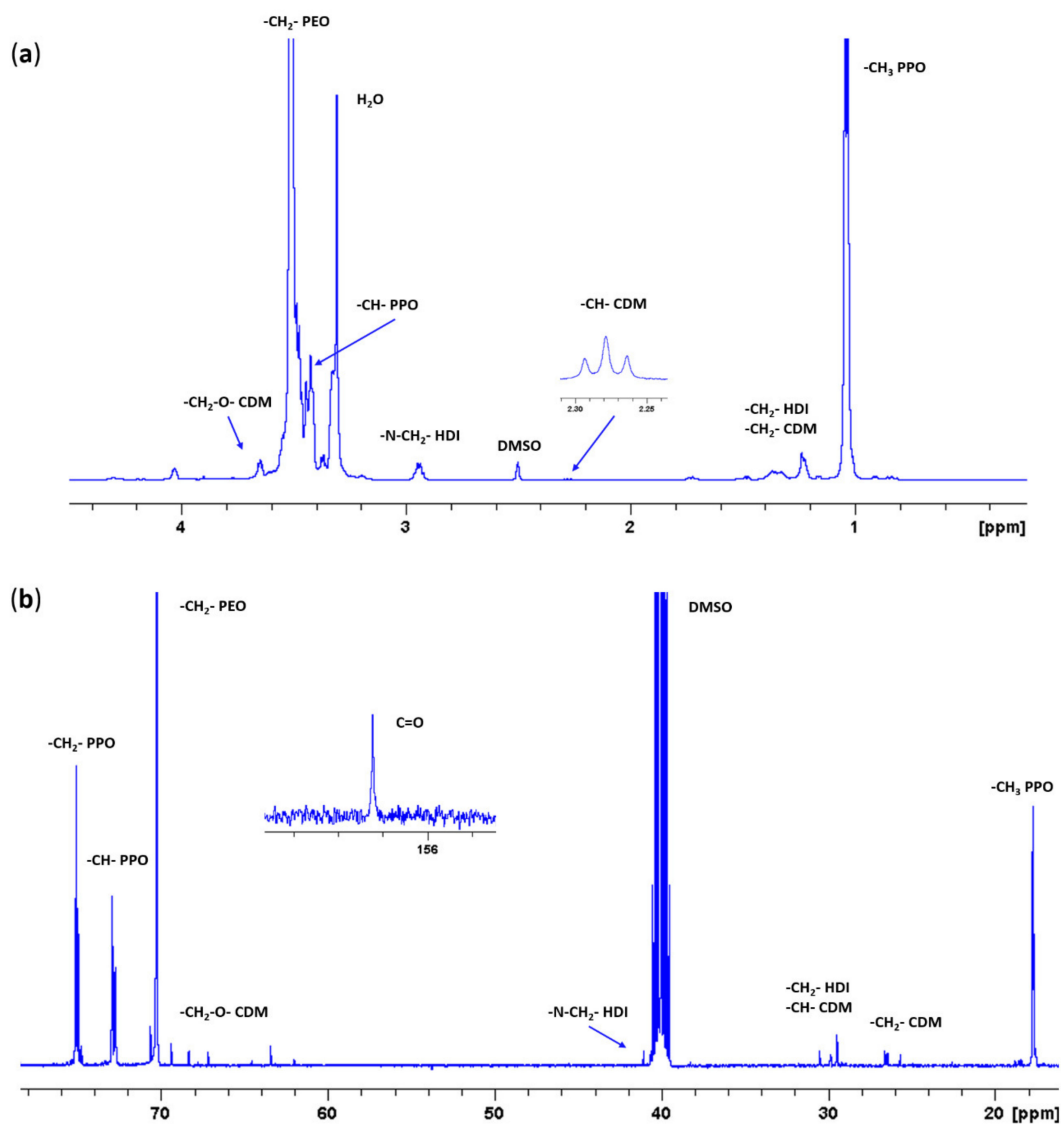 (a)
-CH₂- PEO
H₂O
-CH₃ PPO
-CH- PPO
-CH- CDM
2.30 2.25
-CH₂-O- CDM
-N-CH₂- HDI
DMSO
-CH₂- HDI
-CH₂- CDM
4 3 2 1 [ppm]
(b)
-CH₂- PEO
DMSO
C=O
156
-CH₂- PPO
-CH- PPO
-CH₃ PPO
-CH₂-O- CDM
-N-CH₂- HDI
-CH₂- HDI
-CH- CDM
-CH₂- CDM
70 60 50 40 30 20 [ppm]